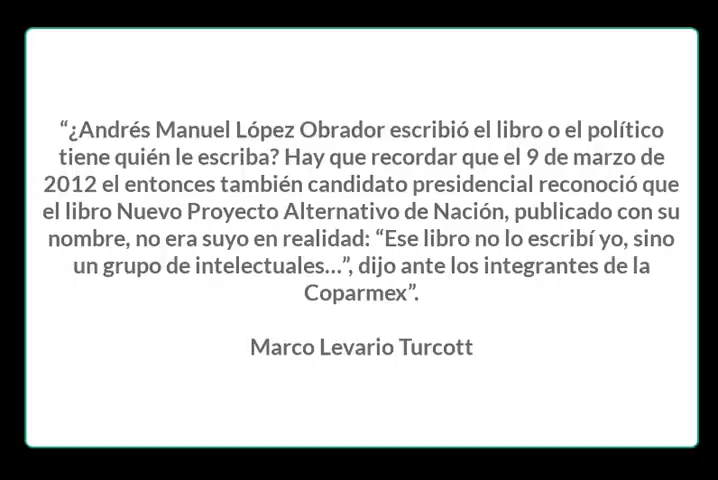 “¿Andrés Manuel López Obrador escribió el libro o el político
tiene quién le escriba? Hay que recordar que el 9 de marzo de
2012 el entonces también candidato presidencial reconoció que
el libro Nuevo Proyecto Alternativo de Nación, publicado con su
nombre, no era suyo en realidad: “Ese libro no lo escribí yo, sino
un grupo de intelectuales...”, dijo ante los integrantes de la
Coparmex”.
Marco Levario Turcott